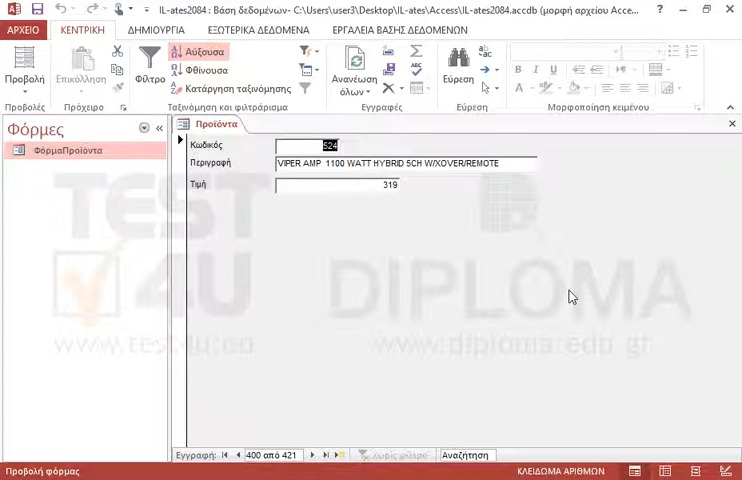 IL-ates2084 : Βάση δεδομένων- C:\Users\user3\Desktop\IL-ates\Access\IL-ates2084.accdb (μορφή αρχείου Acce...
ΑΡΧΕΙΟ ΚΕΝΤΡΙΚΗ ΔΗΜΙΟΥΡΓΙΑ ΕΞΩΤΕΡΙΚΑ ΔΕΔΟΜΕΝΑ ΕΡΓΑΛΕΙΑ ΒΑΣΗΣ ΔΕΔΟΜΕΝΩΝ
Προβολή
Επικόλληση
Φίλτρο
Αύξουσα
Φθίνουσα
Κατάργηση ταξινόμησης
Ανανέωση όλων
Εύρεση
B I U
Προβολές Πρόχειρο Ταξινόμηση και φιλτράρισμα Εγγραφές Εύρεση Μορφοποίηση κειμένου
Φόρμες
ΦόρμαΠροϊόντα
Προϊόντα
Κωδικός 524
Περιγραφή VIPER AMP 1100 WATT HYBRID 5CH W/XOVER/REMOTE
Τιμή 319
TEST
4U
DIPLOMA
www.test4u.eu www.diploma.edu.gr
Εγγραφή: 400 από 421 Χωρίς φίλτρο Αναζήτηση
Προβολή φόρμας ΚΛΕΙΔΩΜΑ ΑΡΙΘΜΩΝ